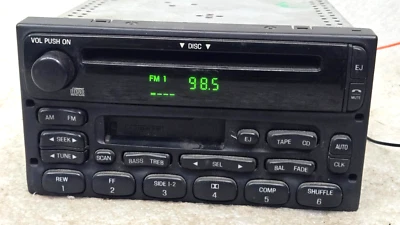 VOL PUSH ON
▼ DISC ▼
EJ
FM 1 98.5
MUTE
AM FM
EJ TAPE CD AUTO
◄ SEEK ►
◄ TUNE ► SCAN BASS TREB ◄ SEL ► BAL FADE CLK
REW FF SIDE 1-2 COMP SHUFFLE
1 2 3 4 5 6